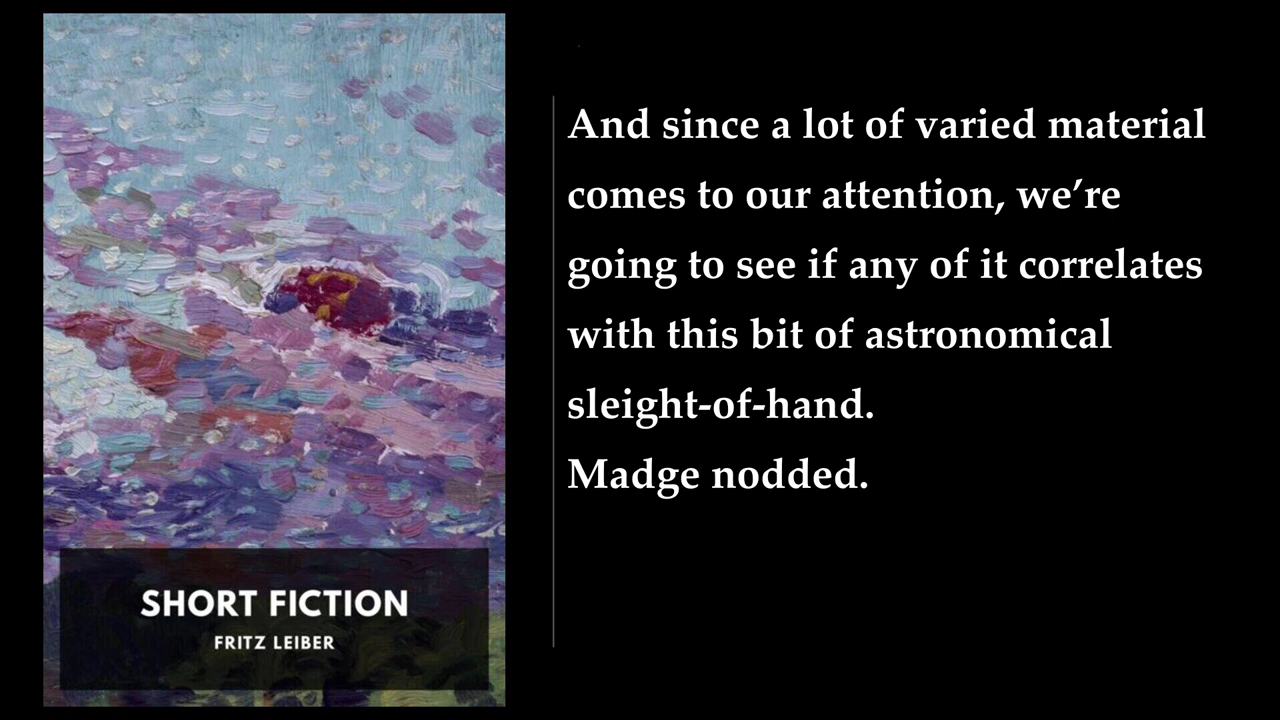 SHORT FICTION
FRITZ LEIBER
And since a lot of varied material
comes to our attention, we’re
going to see if any of it correlates
with this bit of astronomical
sleight-of-hand.
Madge nodded.